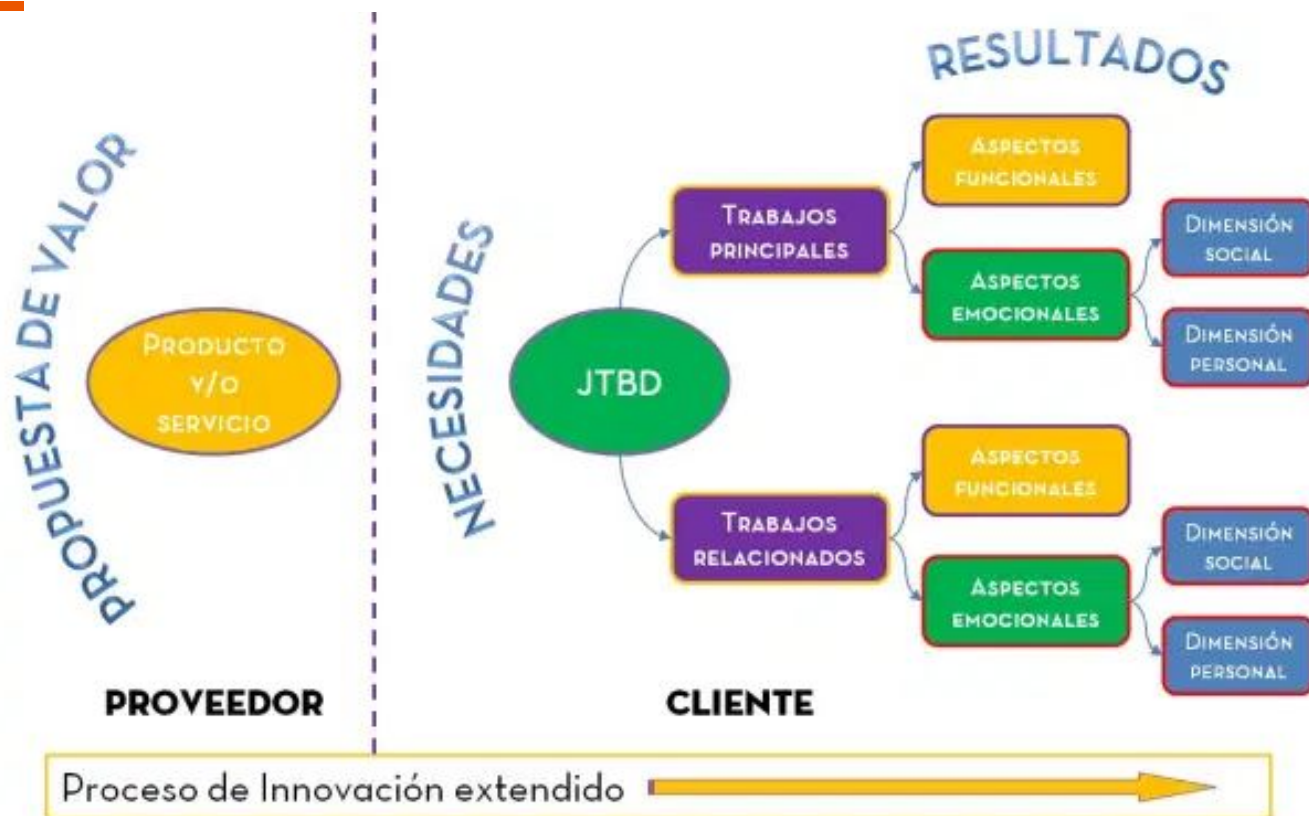 RESULTADOS
PROPUESTA DE VALOR
PRODUCTO
Y/O
SERVICIO
NECESIDADES
JTBD
TRABAJOS
PRINCIPALES
ASPECTOS
FUNCIONALES
ASPECTOS
EMOCIONALES
DIMENSIÓN
SOCIAL
DIMENSIÓN
PERSONAL
TRABAJOS
RELACIONADOS
ASPECTOS
FUNCIONALES
ASPECTOS
EMOCIONALES
DIMENSIÓN
SOCIAL
DIMENSIÓN
PERSONAL
PROVEEDOR
CLIENTE
Proceso de Innovación extendido